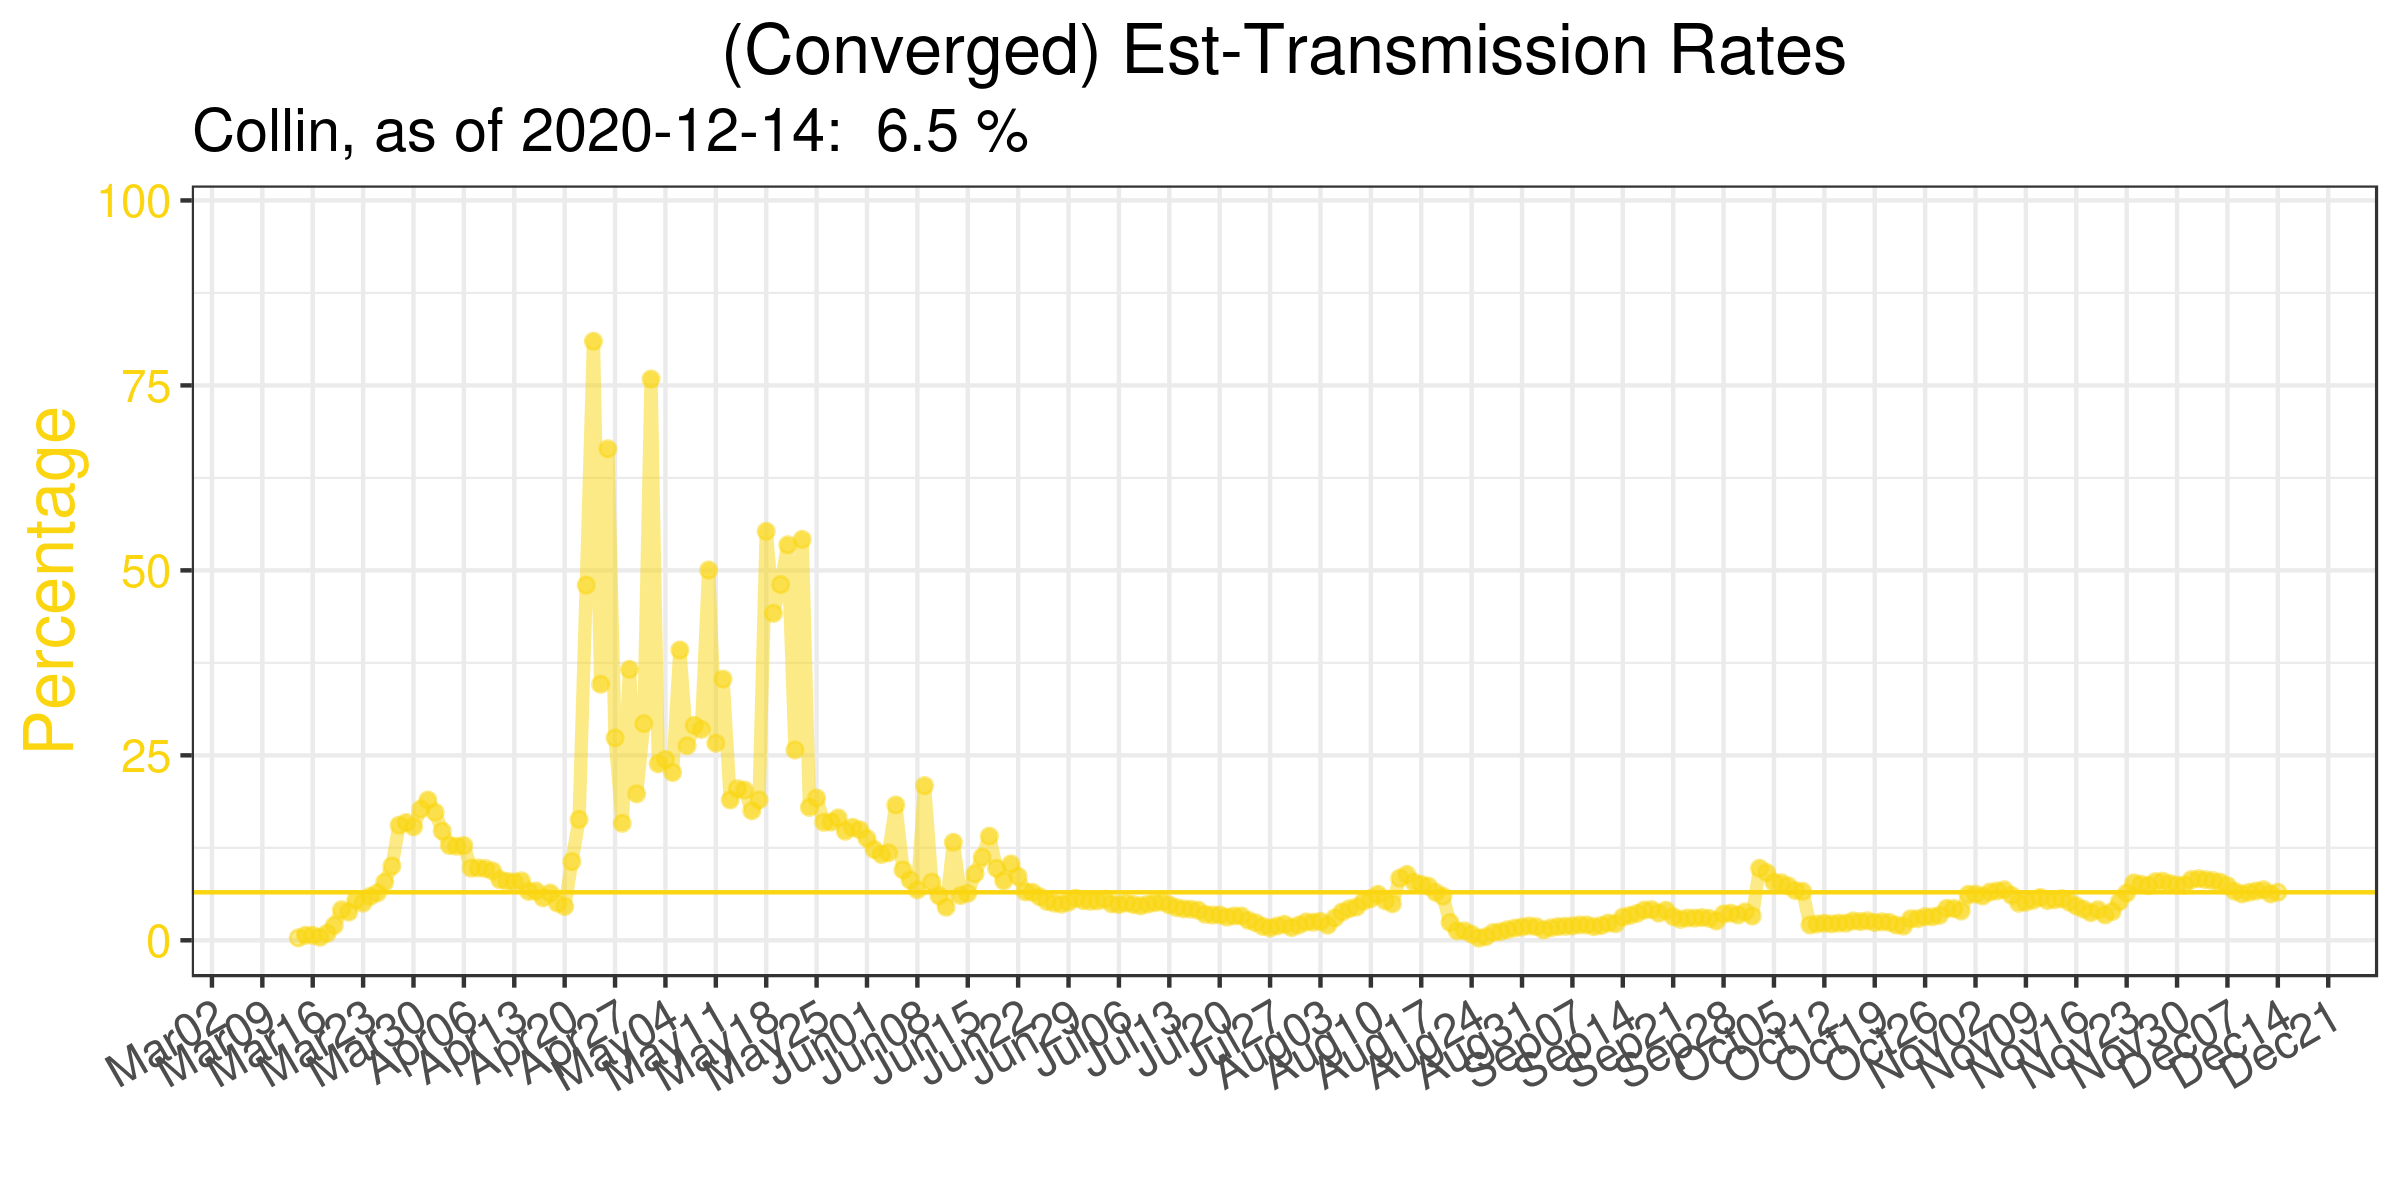 (Converged) Est-Transmission Rates
Collin, as of 2020-12-14:  6.5 %
Percentage
100
75
50
25
0
Mar02
Mar09
Mar16
Mar23
Mar30
Apr06
Apr13
Apr20
Apr27
May04
May11
May18
May25
Jun01
Jun08
Jun15
Jun22
Jun29
Jul06
Jul13
Jul20
Jul27
Aug03
Aug10
Aug17
Aug24
Aug31
Sep07
Sep14
Sep21
Sep28
Oct05
Oct12
Oct19
Oct26
Nov02
Nov09
Nov16
Nov23
Nov30
Dec07
Dec14
Dec21